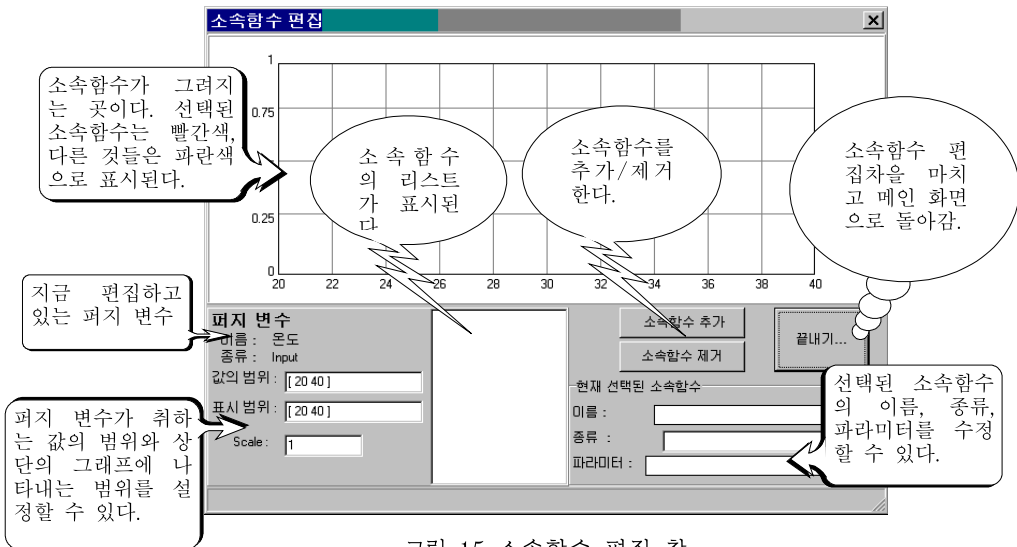 소속함수 편집
1
0.75
0.25
0
20 22 24 26 28 30 32 34 36 38 40
소속함수가 그려지
는 곳이다. 선택된
소속함수는 빨간색,
다른 것들은 파란색
으로 표시된다.
소속함수
의 리스트
가 표시된
다
소속함수를
추가/제거
한다.
소속함수 편
집차을 마치
고 메인 화면
으로 돌아감.
지금 편집하고
있는 퍼지 변수
퍼지 변수
이름 : 온도
종류 : Input
값의 범위 : [ 20 40 ]
표시 범위 : [ 20 40 ]
Scale : 1
소속함수 추가
소속함수 제거
끝내기...
현재 선택된 소속함수
이름 :
종류 :
파라미터 :
퍼지 변수가 취하
는 값의 범위와 상
단의 그래프에 나
타내는 범위를 설
정할 수 있다.
선택된 소속함수
의 이름, 종류,
파라미터를 수정
할 수 있다.
그림 15 소속함수 편집 창